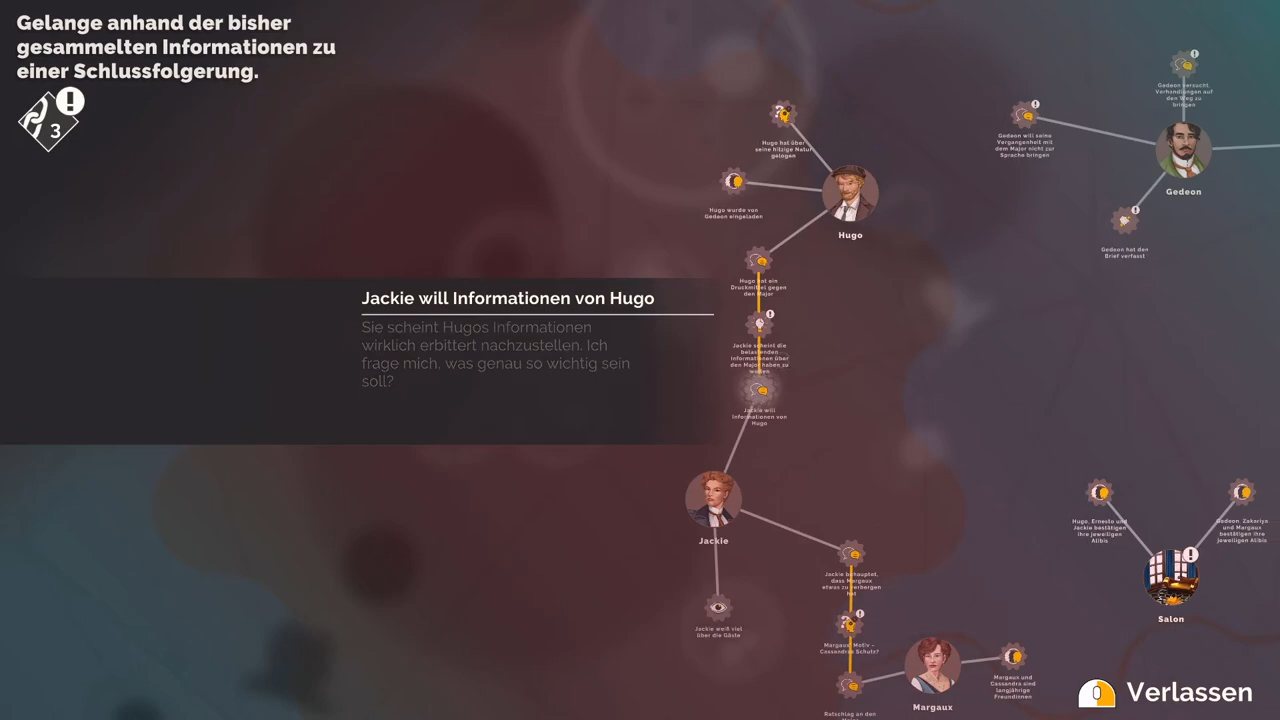 Gelange anhand der bisher
gesammelten Informationen zu
einer Schlussfolgerung.
3
Jackie will Informationen von Hugo
Sie scheint Hugos Informationen
wirklich erbittert nachzustellen. Ich
frage mich, was genau so wichtig sein
soll?
Hugo hat über
seine hitzige Natur
gelogen
Hugo wurde von
Gedeon eingeladen
Hugo
Hugo hat ein
Druckmittel gegen
den Major
Jackie scheint die
belastenden
Informationen über
den Major haben zu
wollen
Jackie will
Informationen von
Hugo
Jackie
Jackie weiß viel
über die Gäste
Jackie behauptet,
dass Margaux
etwas zu verbergen
hat
Margaux' Motiv –
Cassandras Schutz?
Ratschlag an den
Margaux
Margaux und
Cassandra sind
langjährige
Freundinnen
Gedeon versucht,
Verhandlungen auf
den Weg zu
bringen
Gedeon will seine
Vergangenheit mit
dem Major nicht zur
Sprache bringen
Gedeon
Gedeon hat den
Brief verfasst
Hugo, Ernesto und
Jackie bestätigen
ihre jeweiligen
Alibis
Gedeon, Zakariya
und Margaux
bestätigen ihre
jeweiligen Alibis
Salon
Verlassen